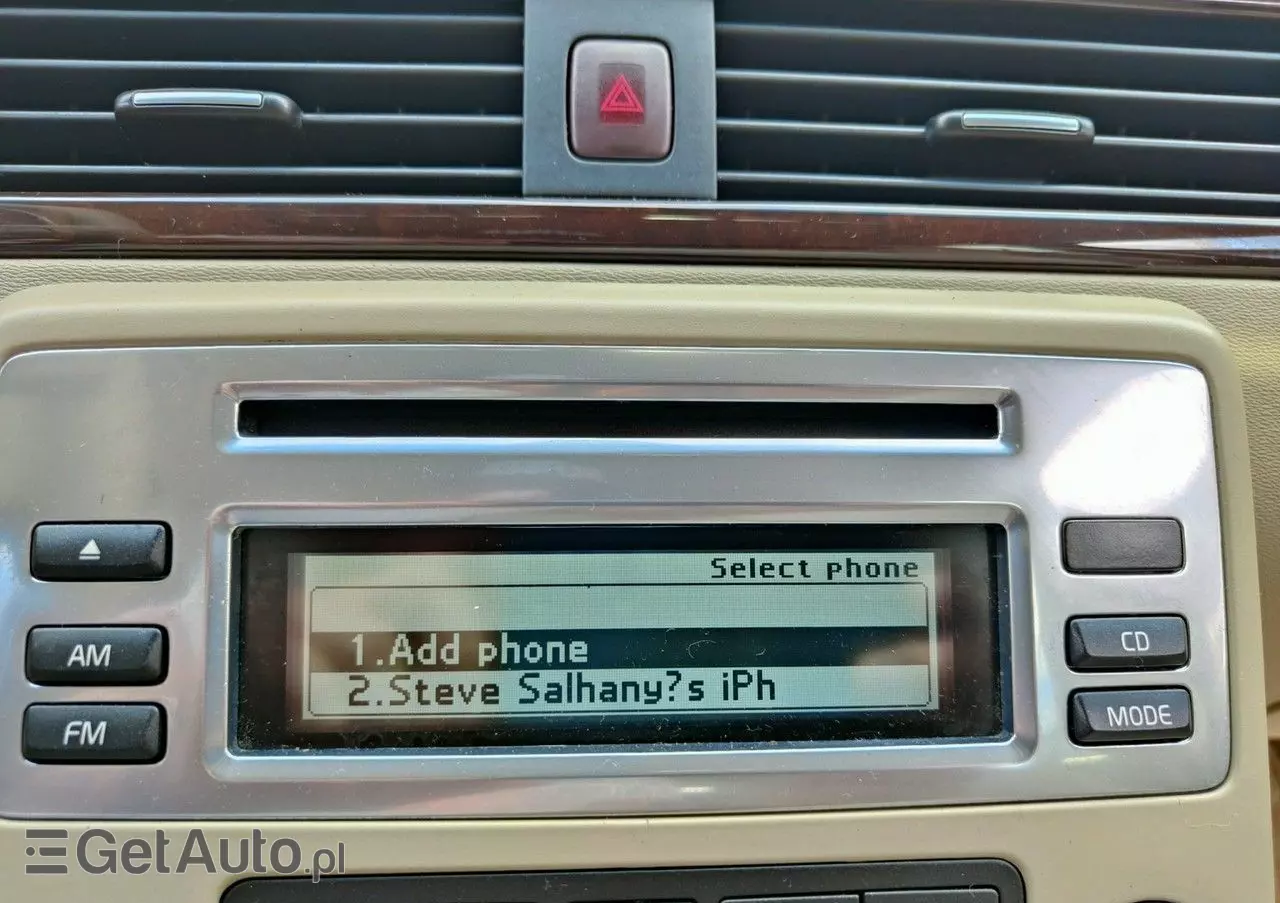 Select phone
1.Add phone
2.Steve Salhany?s iPh
AM
FM
CD
MODE
GetAuto.pl